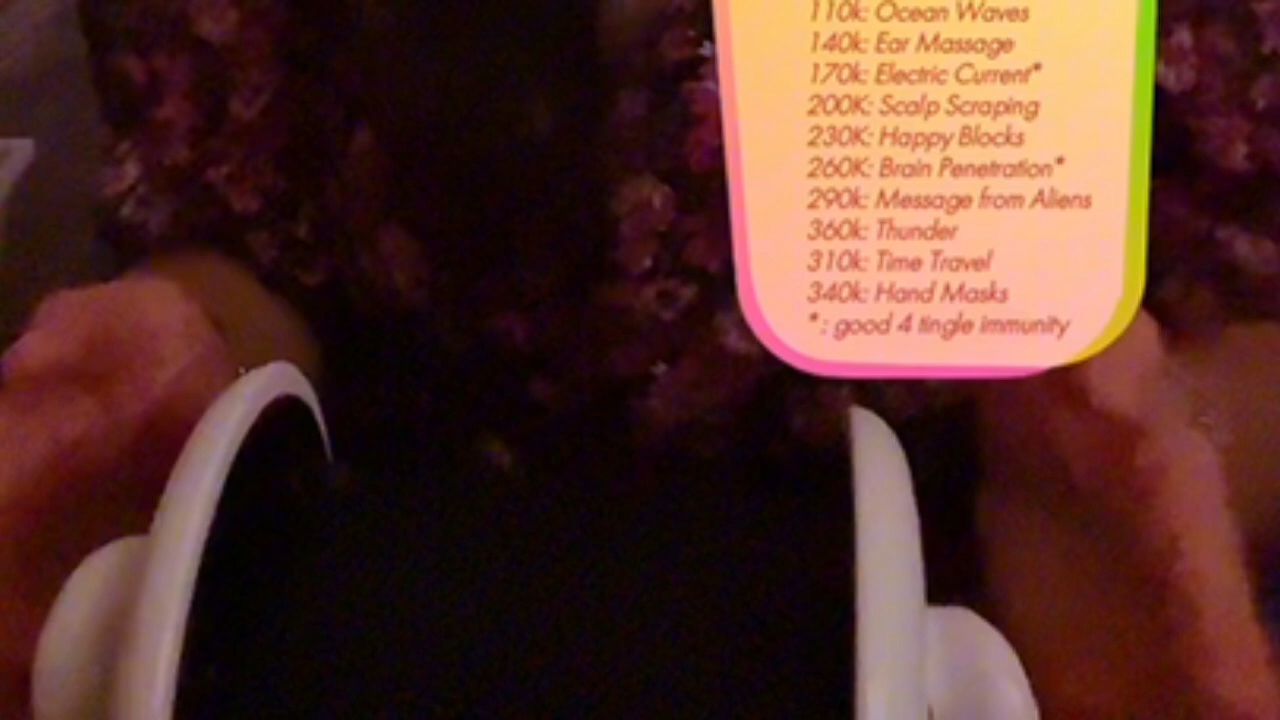 110k: Ocean Waves
140k: Ear Massage
170k: Electric Current*
200K: Scalp Scraping
230K: Happy Blocks
260K: Brain Penetration*
290k: Message from Aliens
360k: Thunder
310k: Time Travel
340k: Hand Masks
* : good 4 tingle immunity